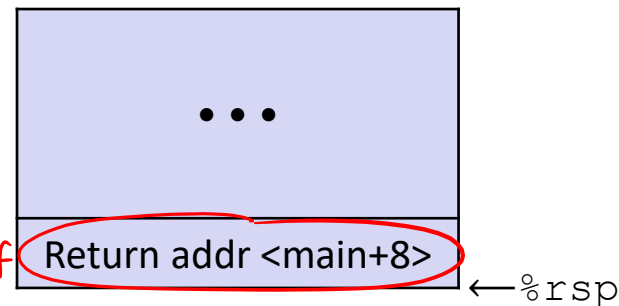 • • •
f Return addr <main+8>
←%rsp